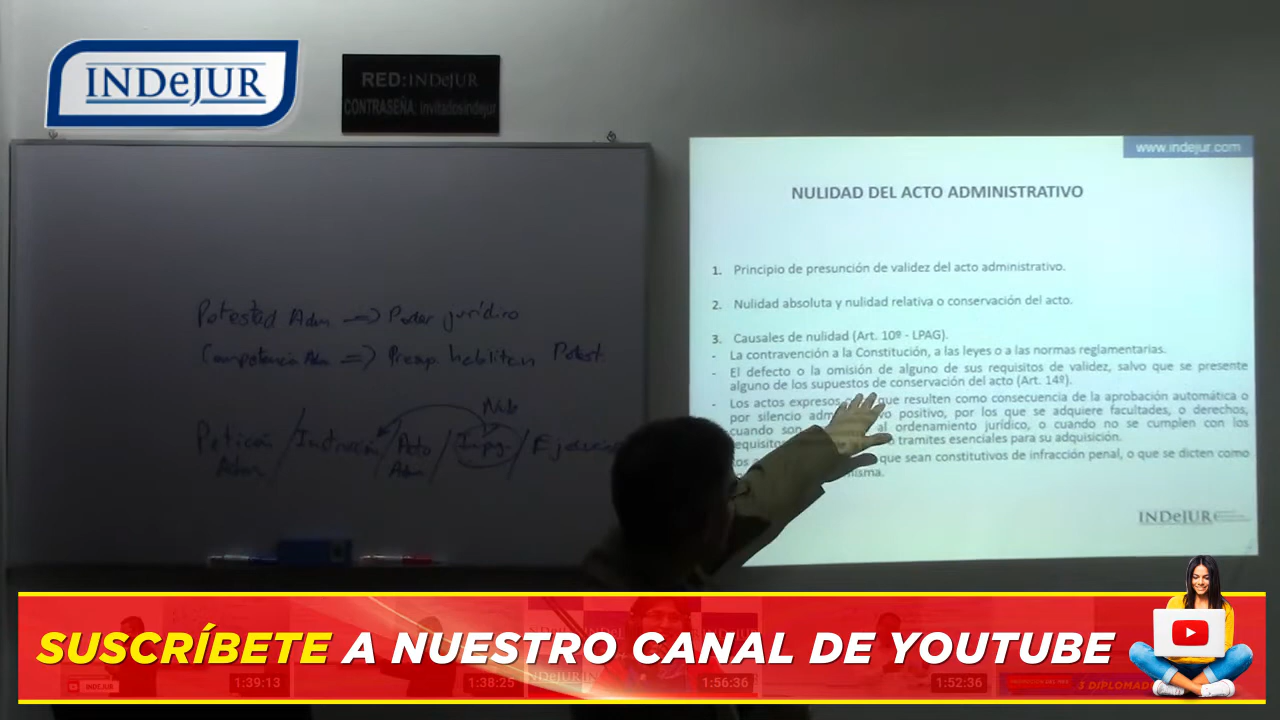 INDeJUR
RED:INDeJUR
CONTRASEÑA: invitadosindejur
www.indejur.com
NULIDAD DEL ACTO ADMINISTRATIVO
1. Principio de presunción de validez del acto administrativo.
2. Nulidad absoluta y nulidad relativa o conservación del acto.
3. Causales de nulidad (Art. 10º - LPAG).
- La contravención a la Constitución, a las leyes o a las normas reglamentarias.
- El defecto o la omisión de alguno de sus requisitos de validez, salvo que se presente
alguno de los supuestos de conservación del acto (Art. 14º).
- Los actos expresos que resulten como consecuencia de la aprobación automática o
por silencio positivo, por los que se adquiere facultades, o derechos,
cuando son al ordenamiento jurídico, o cuando no se cumplen con los
tramites esenciales para su adquisición.
que sean constitutivos de infracción penal, o que se dicten como
INDeJUR
Potestad Adm. => Poder jurídico
Competencia Adm => habilitan Potest.
Nulo
Petición / Instrucción / Acto / Impg. / Ejecución
Adm. Adm
SUSCRÍBETE A NUESTRO CANAL DE YOUTUBE
INDEJUR
1:39:13
1:38:25
1:56:36
1:52:36